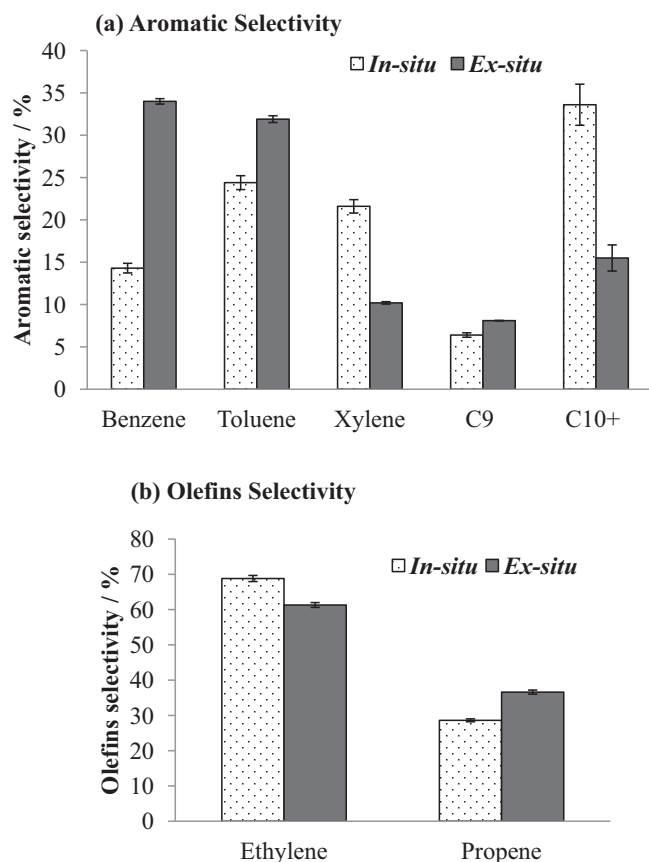 (a) Aromatic Selectivity
In-situ Ex-situ
Aromatic selectivity / %
40
35
30
25
20
15
10
5
0
Benzene Toluene Xylene C9 C10+
(b) Olefins Selectivity
In-situ Ex-situ
Olefins selectivity / %
80
70
60
50
40
30
20
10
0
Ethylene Propene